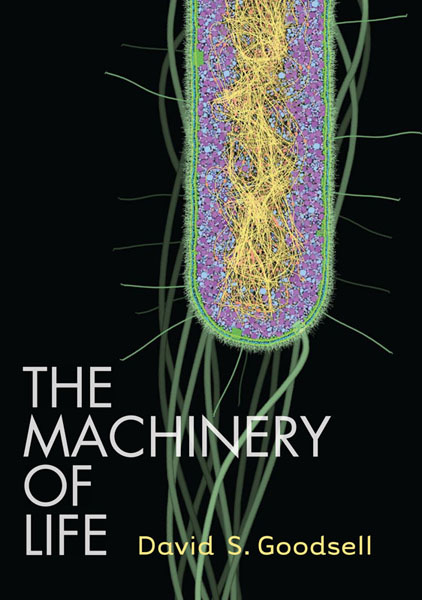 THE
MACHINERY
OF
LIFE
David S. Goodsell